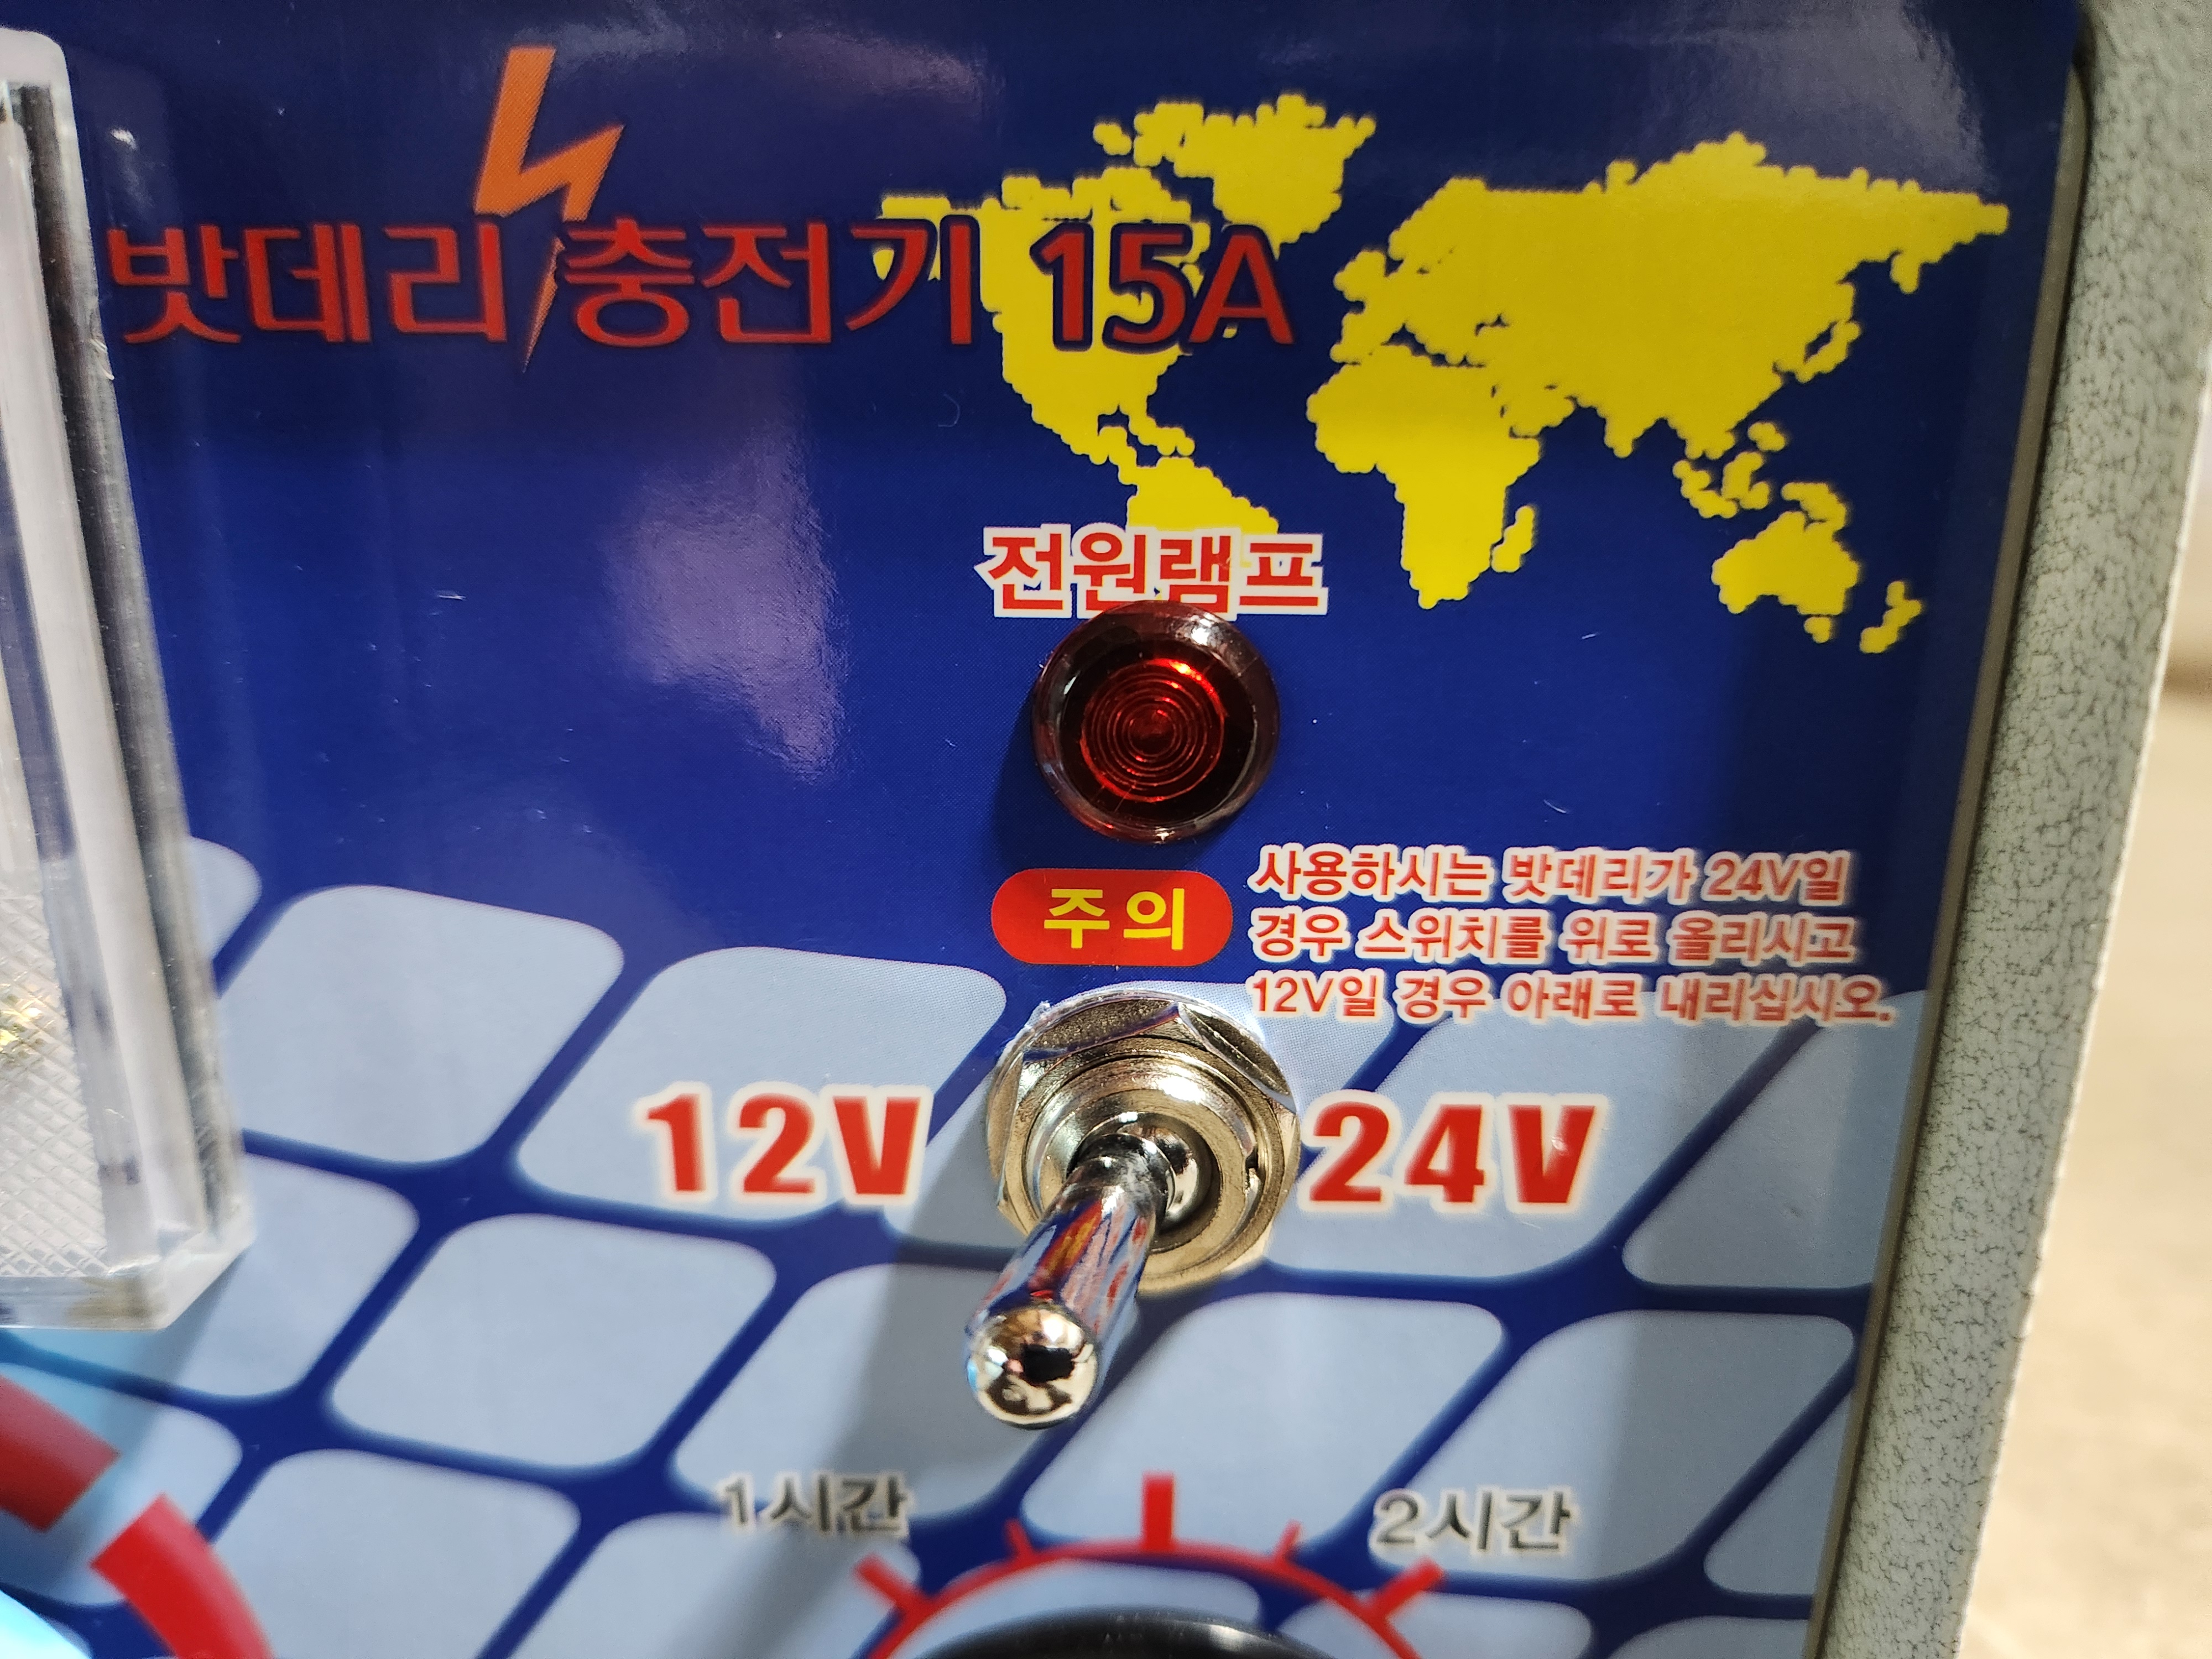 밧데리 충전기 15A
전원램프
주의
사용하시는 밧데리가 24V일
경우 스위치를 위로 올리시고
12V일 경우 아래로 내리십시오.
12V 24V
1시간 2시간